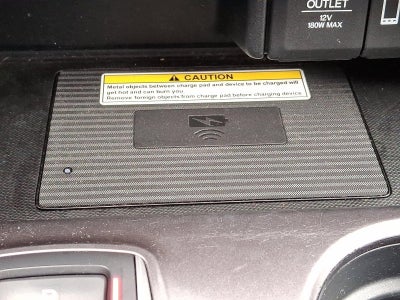 OUTLET
12V
180W MAX
⚠ CAUTION
Metal objects between charge pad and device to be charged will
get hot and can burn you.
Remove foreign objects from charge pad before charging device.